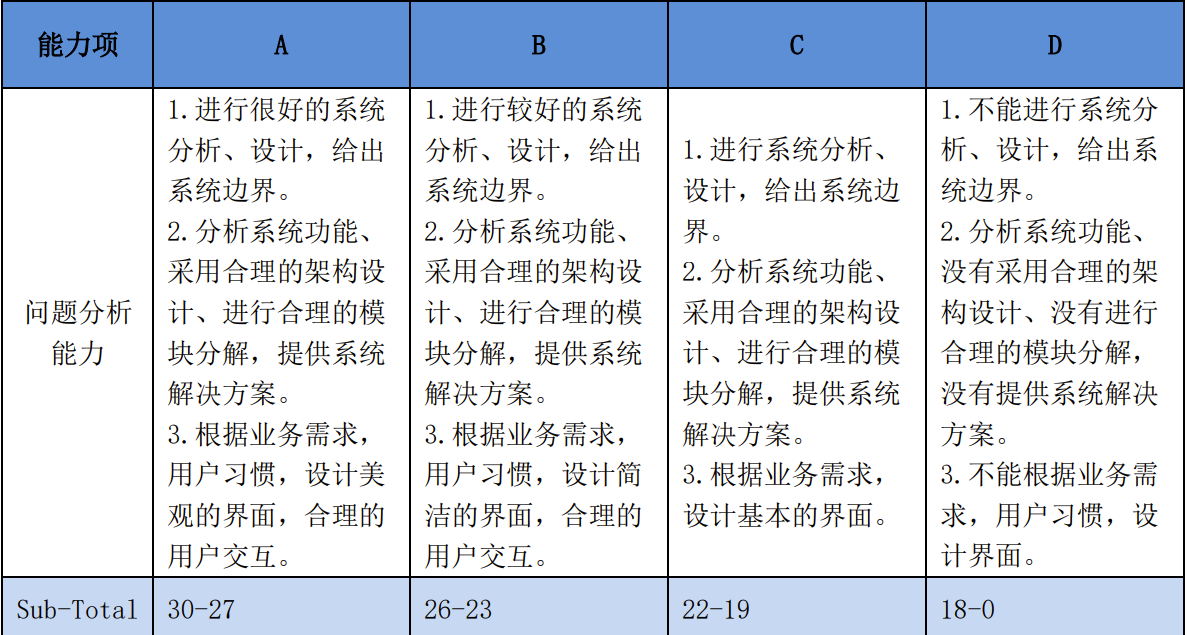 能力项 A B C D
问题分析
能力
1.进行很好的系统
分析、设计，给出
系统边界。
2.分析系统功能、
采用合理的架构设
计、进行合理的模
块分解，提供系统
解决方案。
3.根据业务需求，
用户习惯，设计美
观的界面，合理的
用户交互。
1.进行较好的系统
分析、设计，给出
系统边界。
2.分析系统功能、
采用合理的架构设
计、进行合理的模
块分解，提供系统
解决方案。
3.根据业务需求，
用户习惯，设计简
洁的界面，合理的
用户交互。
1.进行系统分析、
设计，给出系统边
界。
2.分析系统功能、
采用合理的架构设
计、进行合理的模
块分解，提供系统
解决方案。
3.根据业务需求，
设计基本的界面。
1.不能进行系统分
析、设计，给出系
统边界。
2.分析系统功能、
没有采用合理的架
构设计、没有进行
合理的模块分解，
没有提供系统解决
方案。
3.不能根据业务需
求，用户习惯，设
计界面。
Sub-Total 30-27 26-23 22-19 18-0